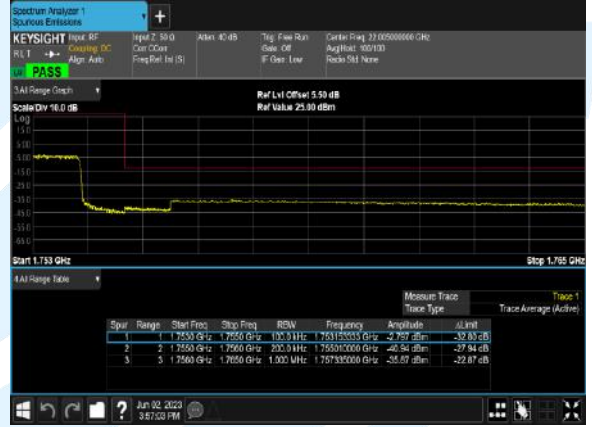 Spectrum Analyzer 1
Spurious Emissions
+
KEYSIGHT Input: RF Input Z: 50 Ω Atten: 40 dB Trig: Free Run Center Freq: 22.005000000 GHz
RLT Coupling: DC Corr CCorr Gate: Off Avg|Hold: 100/100
Align: Auto Freq Ref: Int (S) IF Gain: Low Radio Std: None
PASS
3.All Range Graph
Ref Lvl Offset 5.50 dB
Scale/Div 10.0 dB Ref Value 25.00 dBm
Log
15.0
5.00
-5.00
-15.0
-25.0
-35.0
-45.0
-55.0
-65.0
Start 1.753 GHz Stop 1.765 GHz
4.All Range Table
Measure Trace Trace 1
Trace Type Trace Average (Active)
Spur Range Start Freq Stop Freq RBW Frequency Amplitude ΔLimit
1 1 1.7530 GHz 1.7550 GHz 100.0 kHz -2.797 dBm -32.80 dB
2 2 1.7550 GHz 1.7560 GHz 200.0 kHz 1.755010000 GHz -40.94 dBm -27.94 dB
3 3 1.7560 GHz 1.7650 GHz 1.000 MHz 1.757335000 GHz -35.87 dBm -22.87 dB
?
Jun 02, 2023
3:57:03 PM